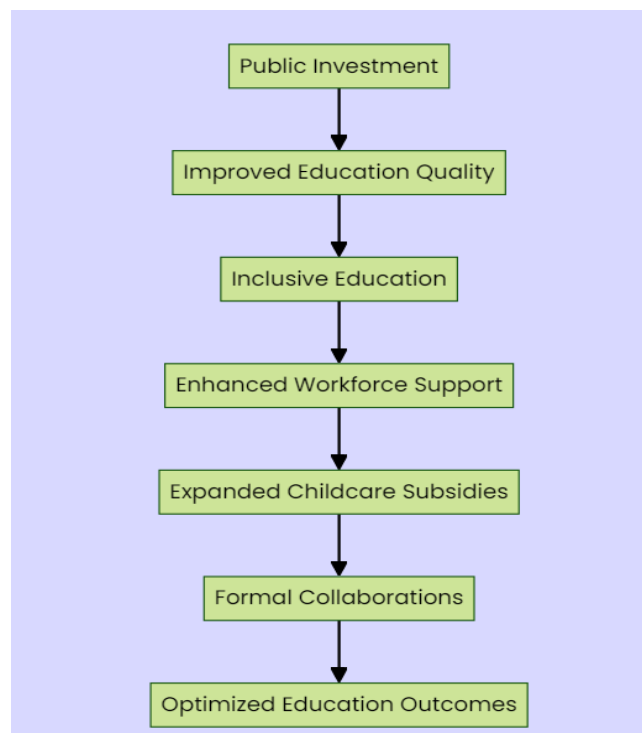 Public Investment
Improved Education Quality
Inclusive Education
Enhanced Workforce Support
Expanded Childcare Subsidies
Formal Collaborations
Optimized Education Outcomes